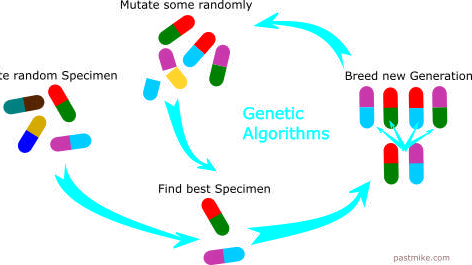 Mutate some randomly
te random Specimen
Breed new Generation
Genetic
Algorithms
Find best Specimen
pastmike.com